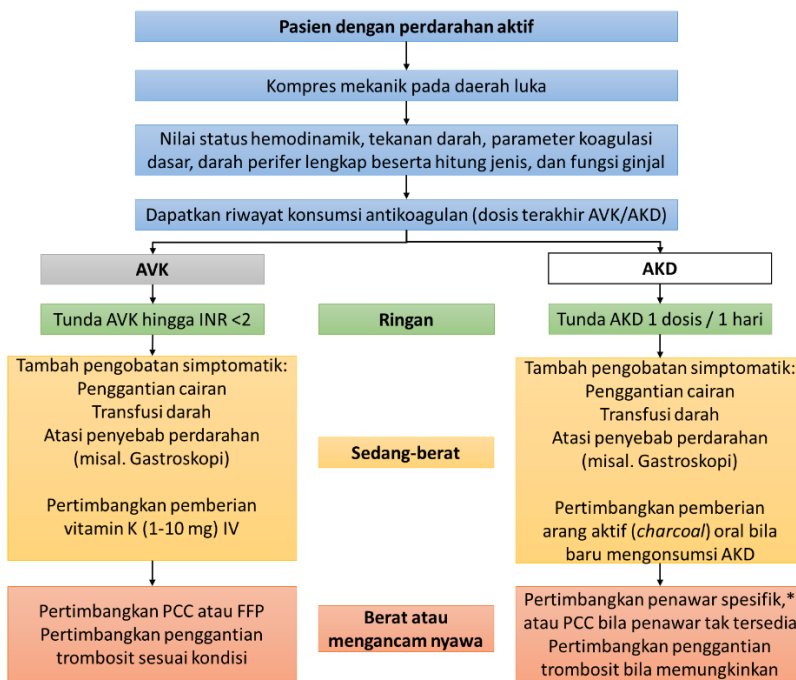 Pasien dengan perdarahan aktif
Kompres mekanik pada daerah luka
Nilai status hemodinamik, tekanan darah, parameter koagulasi
dasar, darah perifer lengkap beserta hitung jenis, dan fungsi ginjal
Dapatkan riwayat konsumsi antikoagulan (dosis terakhir AVK/AKD)
AVK
AKD
Tunda AVK hingga INR <2
Ringan
Tunda AKD 1 dosis / 1 hari
Tambah pengobatan simptomatik:
Penggantian cairan
Transfusi darah
Atasi penyebab perdarahan
(misal. Gastroskopi)
Pertimbangkan pemberian
vitamin K (1-10 mg) IV
Sedang-berat
Tambah pengobatan simptomatik:
Penggantian cairan
Transfusi darah
Atasi penyebab perdarahan
(misal. Gastroskopi)
Pertimbangkan pemberian
arang aktif (charcoal) oral bila
baru mengonsumsi AKD
Pertimbangkan PCC atau FFP
Pertimbangkan penggantian
trombosit sesuai kondisi
Berat atau
mengancam nyawa
Pertimbangkan penawar spesifik,*
atau PCC bila penawar tak tersedia
Pertimbangkan penggantian
trombosit bila memungkinkan